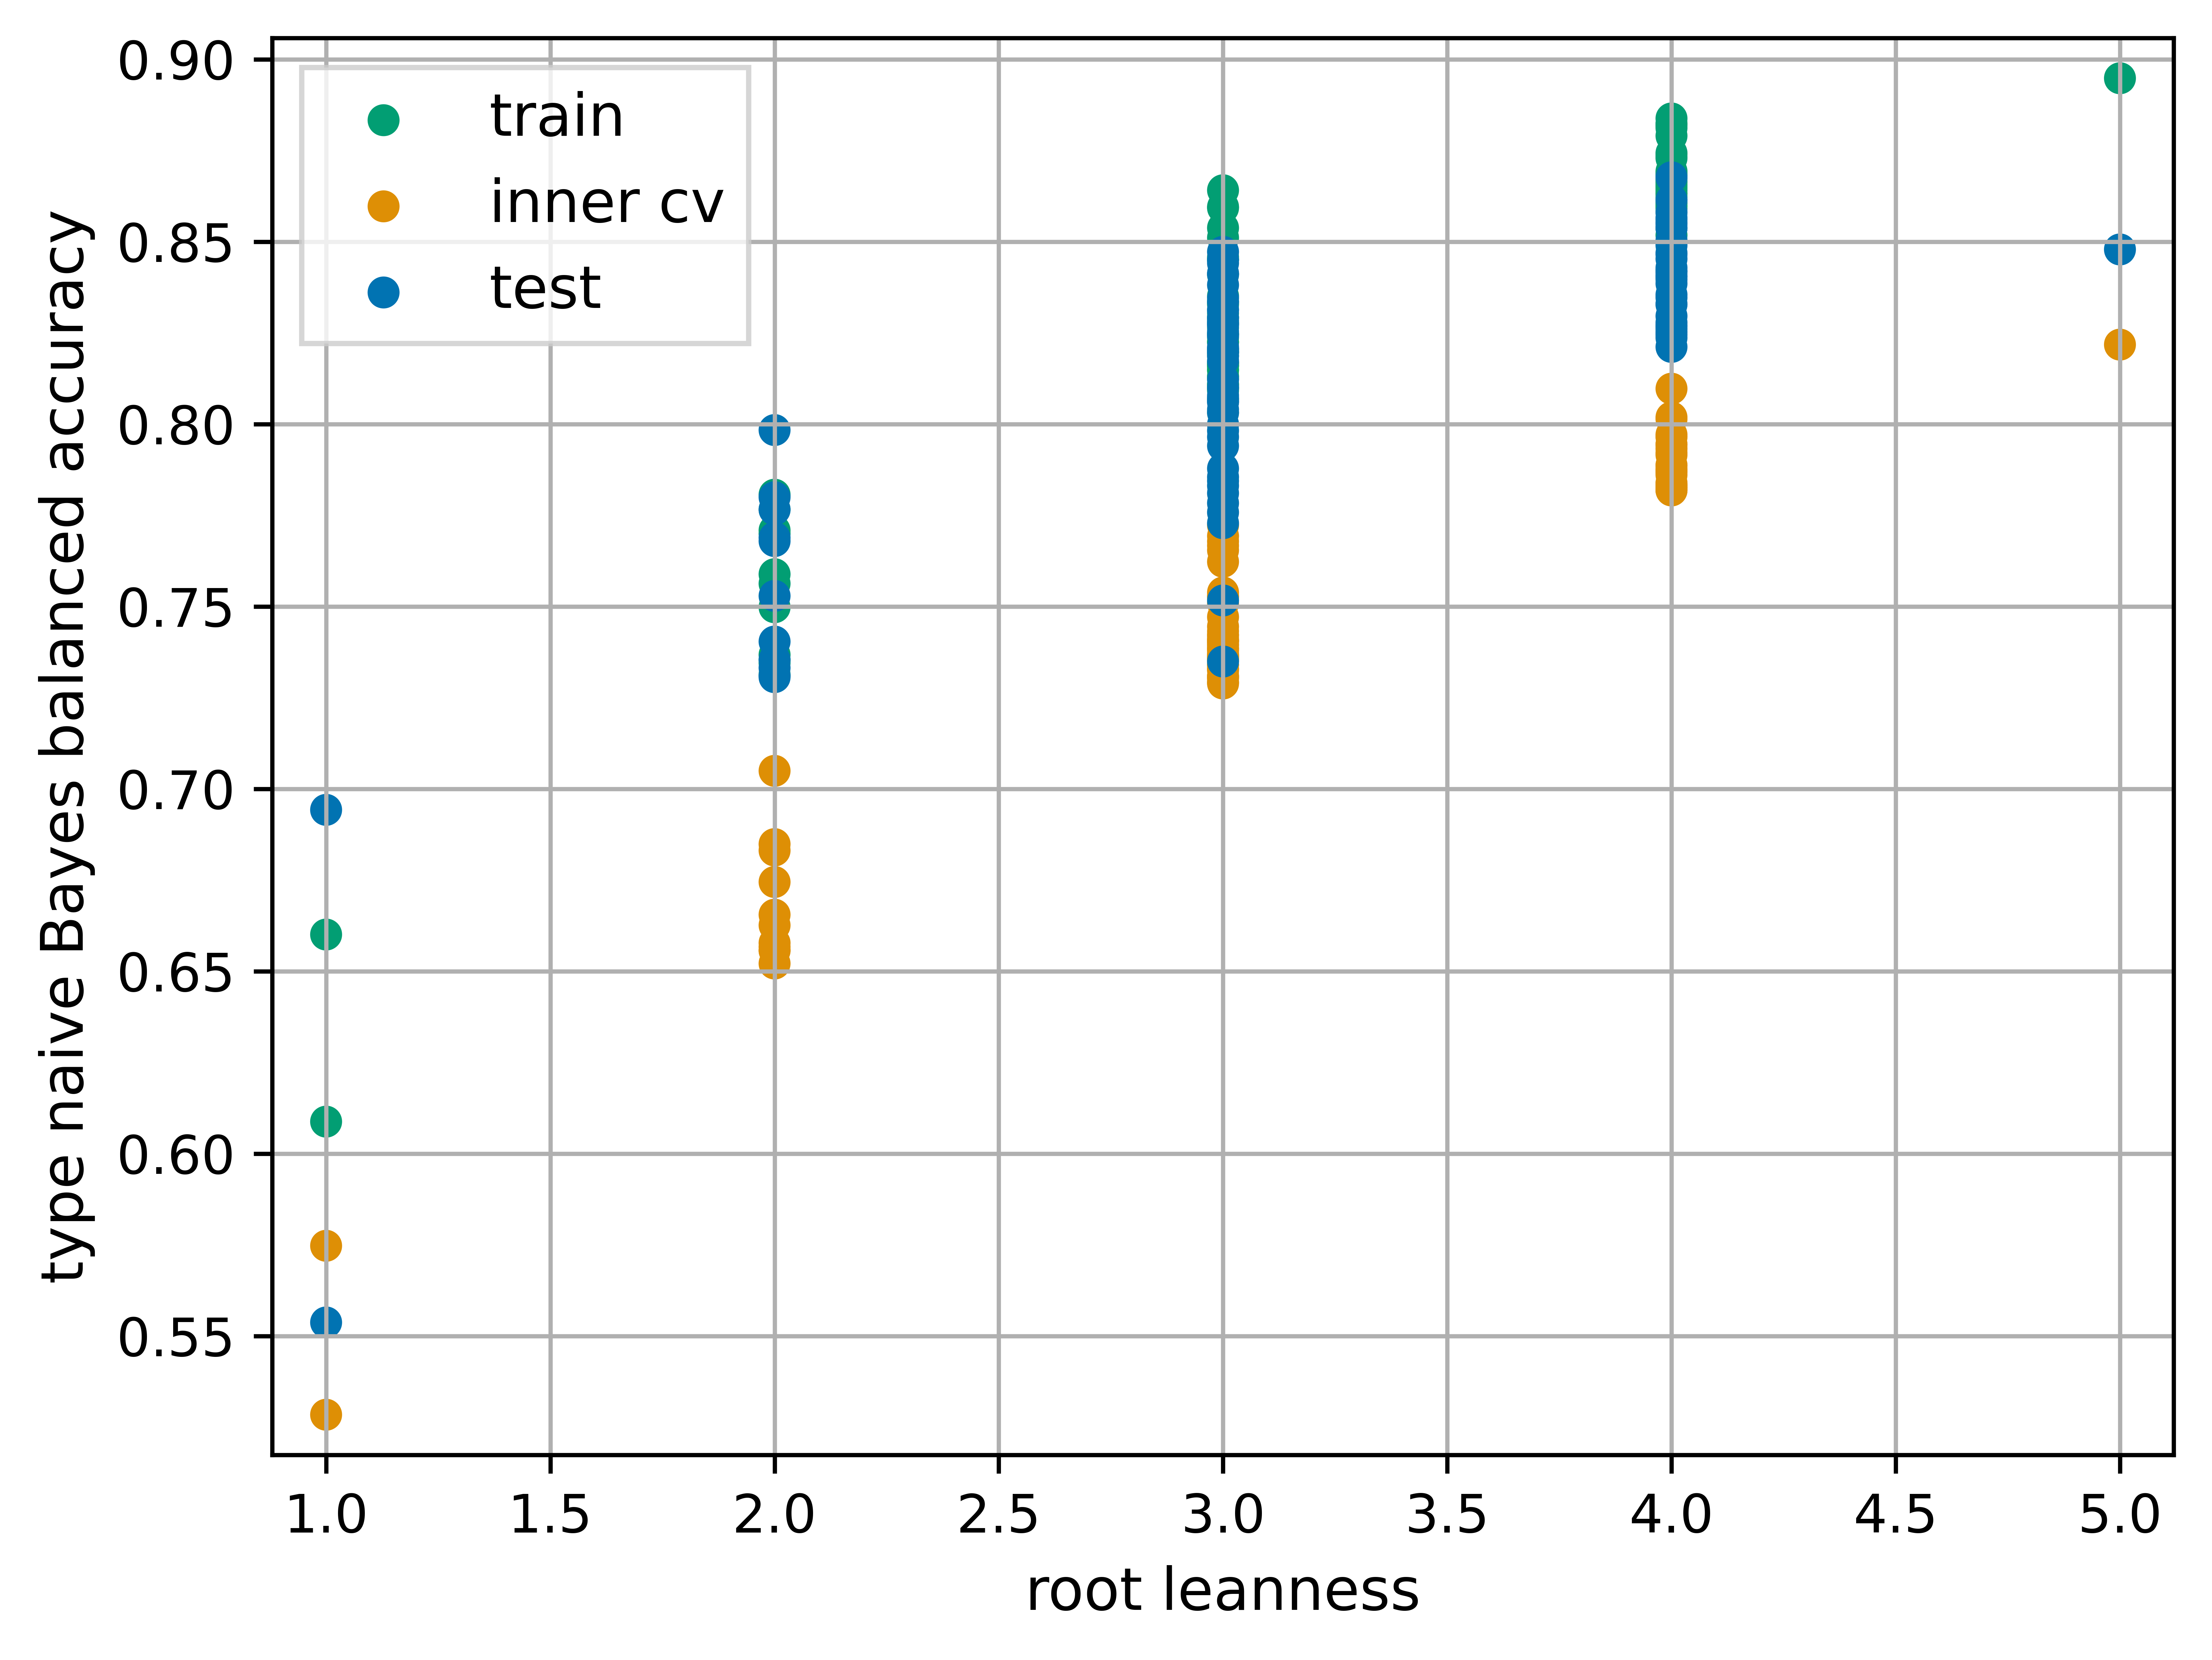 0.90
0.85
0.80
0.75
0.70
0.65
0.60
0.55
type naive Bayes balanced accuracy
train
inner cv
test
1.0 1.5 2.0 2.5 3.0 3.5 4.0 4.5 5.0
root leanness